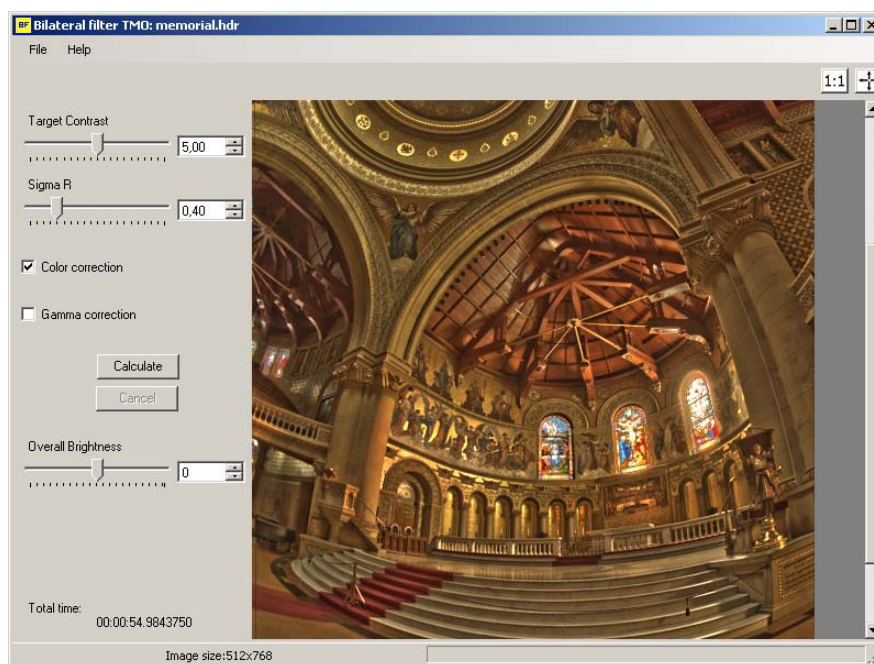 BF Bilateral filter TMO: memorial.hdr
File Help
1:1
Target Contrast
5,00
Sigma R
0,40
Color correction
Gamma correction
Calculate
Cancel
Overall Brightness
0
Total time:
00:00:54.9843750
Image size:512x768